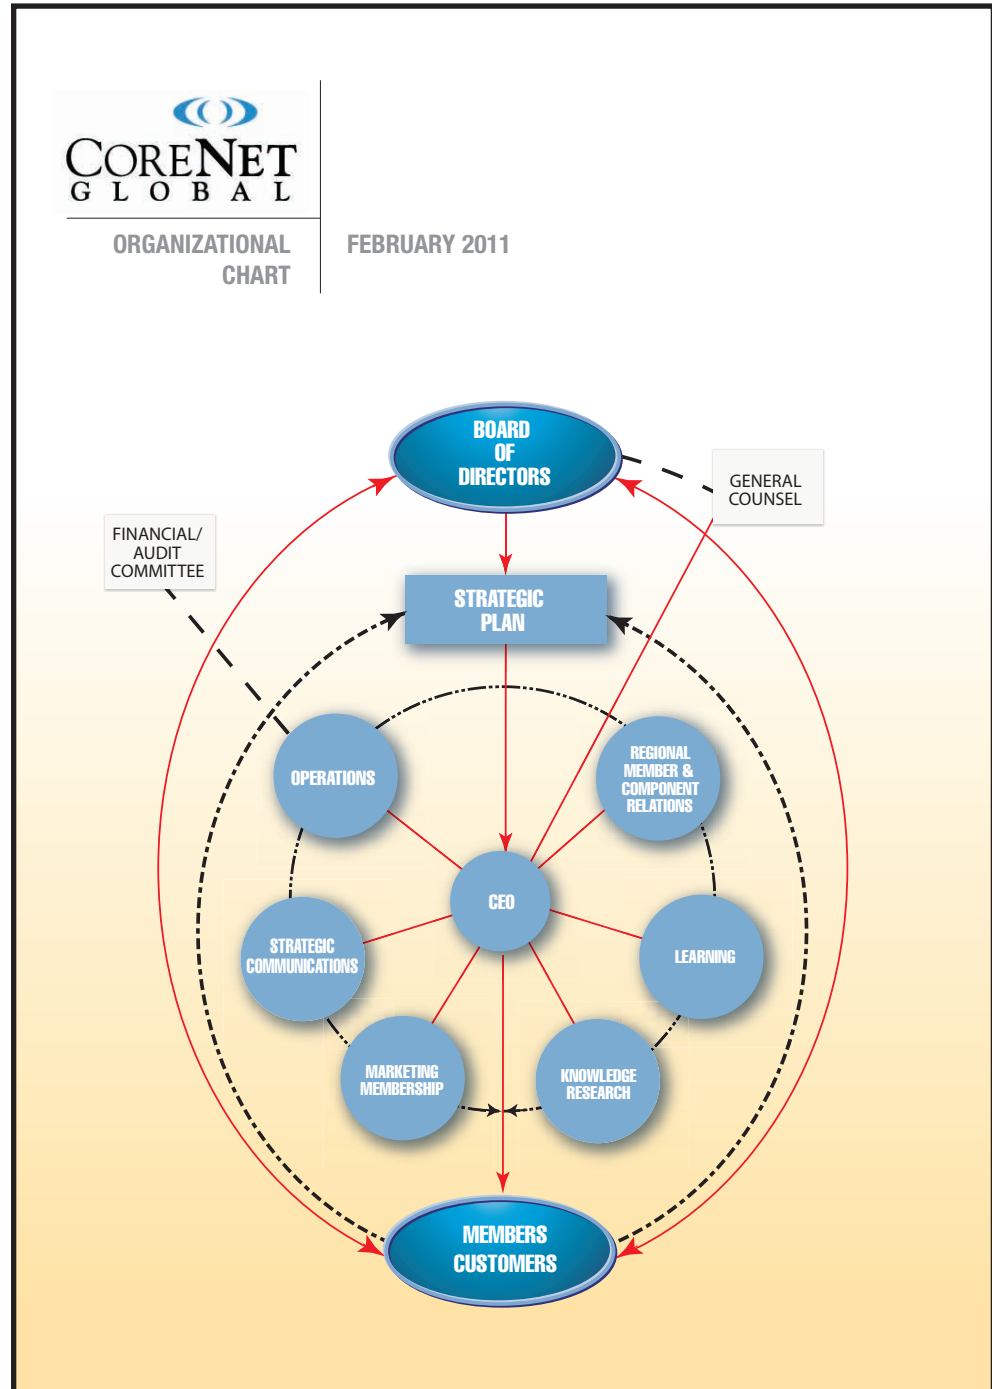 CORENET
GLOBAL
ORGANIZATIONAL
CHART
FEBRUARY 2011
BOARD
OF
DIRECTORS
GENERAL
COUNSEL
FINANCIAL/
AUDIT
COMMITTEE
STRATEGIC
PLAN
OPERATIONS
REGIONAL
MEMBER &
COMPONENT
RELATIONS
CEO
STRATEGIC
COMMUNICATIONS
LEARNING
MARKETING
MEMBERSHIP
KNOWLEDGE
RESEARCH
MEMBERS
CUSTOMERS